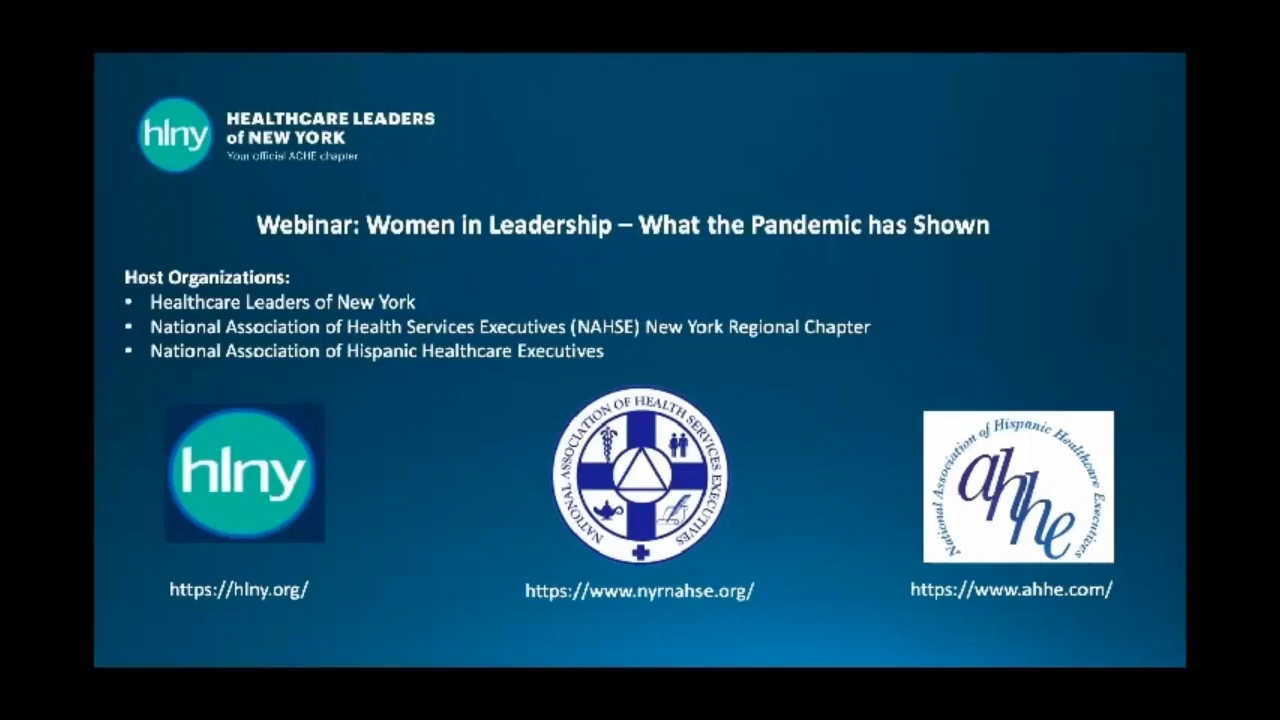 hlny
HEALTHCARE LEADERS
of NEW YORK
Your official ACHE chapter
Webinar: Women in Leadership – What the Pandemic has Shown
Host Organizations:
• Healthcare Leaders of New York
• National Association of Health Services Executives (NAHSE) New York Regional Chapter
• National Association of Hispanic Healthcare Executives
hlny
NATIONAL ASSOCIATION OF HEALTH SERVICES EXECUTIVES
National Association of Hispanic Healthcare Executives
ahhe
https://hlny.org/
https://www.nyrnahse.org/
https://www.ahhe.com/